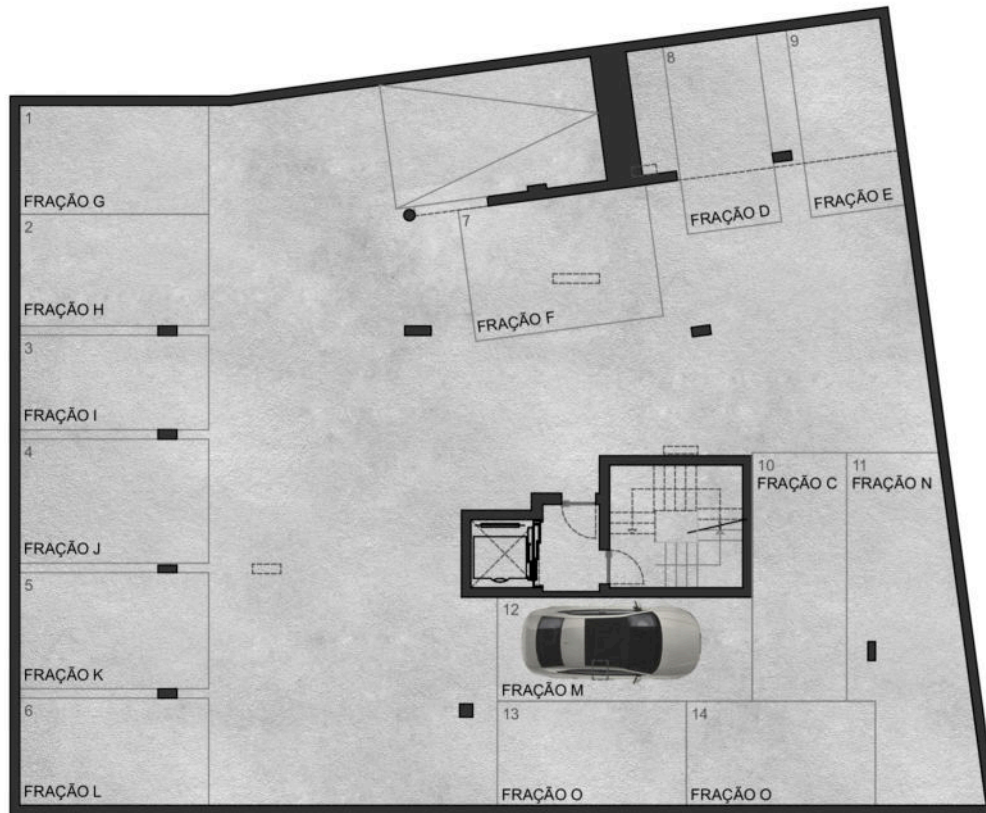 1
FRAÇÃO G
2
FRAÇÃO H
3
FRAÇÃO I
4
FRAÇÃO J
5
FRAÇÃO K
6
FRAÇÃO L
7
FRAÇÃO F
8
FRAÇÃO D
9
FRAÇÃO E
10
FRAÇÃO C
11
FRAÇÃO N
12
FRAÇÃO M
13
FRAÇÃO O
14
FRAÇÃO O